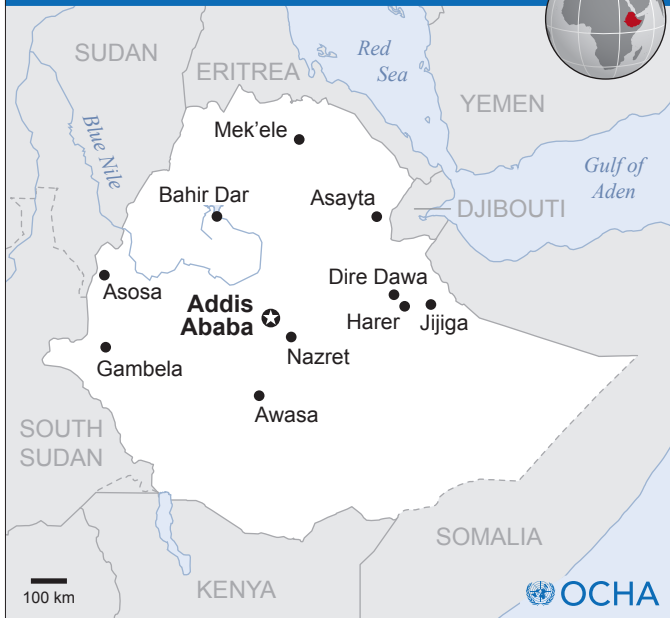 SUDAN
Red
Sea
ERITREA
YEMEN
Mek'ele
Blue Nile
Gulf of
Aden
Bahir Dar
Asayta
DJIBOUTI
Dire Dawa
Asosa
Addis
Ababa
Harer
Jijiga
Nazret
Gambela
Awasa
SOUTH
SUDAN
SOMALIA
KENYA
100 km
OCHA